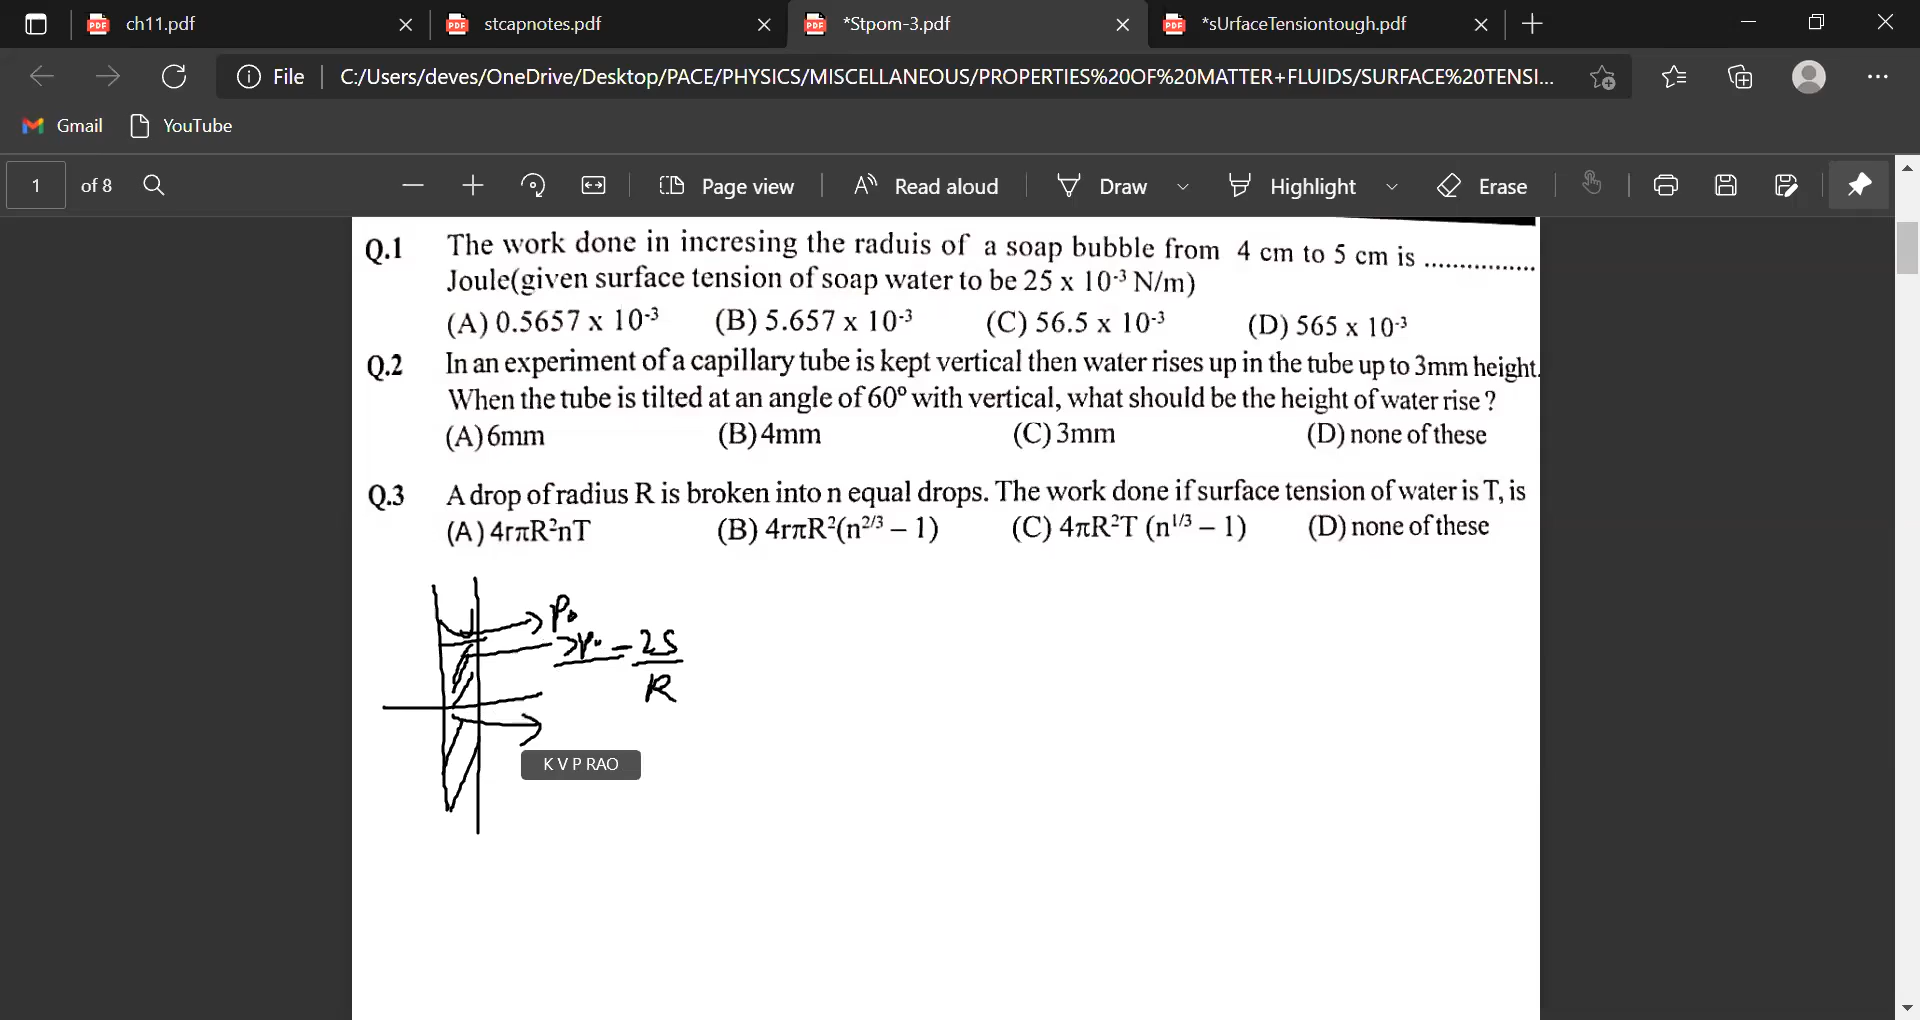 ch11.pdf
stcapnotes.pdf
*Stpom-3.pdf
*sUrfaceTensiontough.pdf
File
C:/Users/deves/OneDrive/Desktop/PACE/PHYSICS/MISCELLANEOUS/PROPERTIES%20OF%20MATTER+FLUIDS/SURFACE%20TENSI...
Gmail
YouTube
1 of 8
Page view
Read aloud
Draw
Highlight
Erase
Q.1 The work done in incresing the raduis of a soap bubble from 4 cm to 5 cm is ................
Joule(given surface tension of soap water to be 25 x 10⁻³ N/m)
(A) 0.5657 x 10⁻³ (B) 5.657 x 10⁻³ (C) 56.5 x 10⁻³ (D) 565 x 10⁻³
Q.2 In an experiment of a capillary tube is kept vertical then water rises up in the tube up to 3mm height.
When the tube is tilted at an angle of 60º with vertical, what should be the height of water rise ?
(A) 6mm (B) 4mm (C) 3mm (D) none of these
Q.3 A drop of radius R is broken into n equal drops. The work done if surface tension of water is T, is
(A) 4rπR²nT (B) 4rπR²(n²/³ – 1) (C) 4πR²T (n¹/³ – 1) (D) none of these
P₀
P₀ – 2S
R
K V P RAO